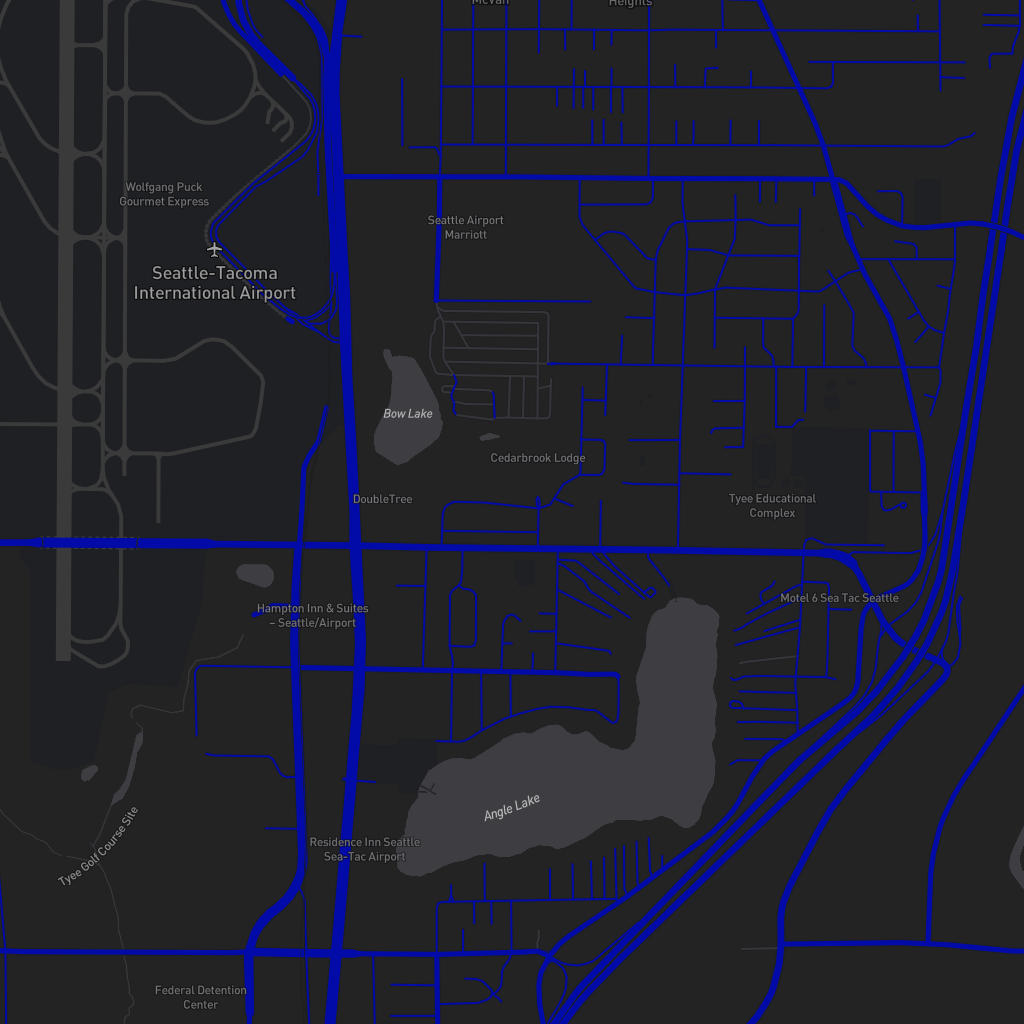 McVan
Heights
Wolfgang Puck
Gourmet Express
Seattle Airport
Marriott
Seattle-Tacoma
International Airport
Bow Lake
Cedarbrook Lodge
DoubleTree
Tyee Educational
Complex
Hampton Inn & Suites
– Seattle/Airport
Motel 6 Sea Tac Seattle
Angle Lake
Residence Inn Seattle
Sea-Tac Airport
Tyee Golf Course Site
Federal Detention
Center